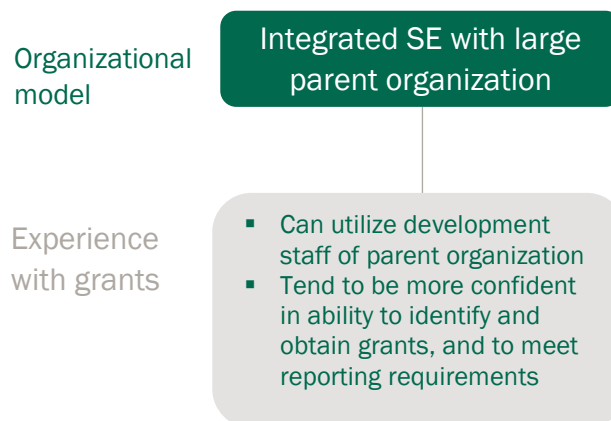 Organizational
model
Integrated SE with large
parent organization
Experience
with grants
▪ Can utilize development
staff of parent organization
▪ Tend to be more confident
in ability to identify and
obtain grants, and to meet
reporting requirements